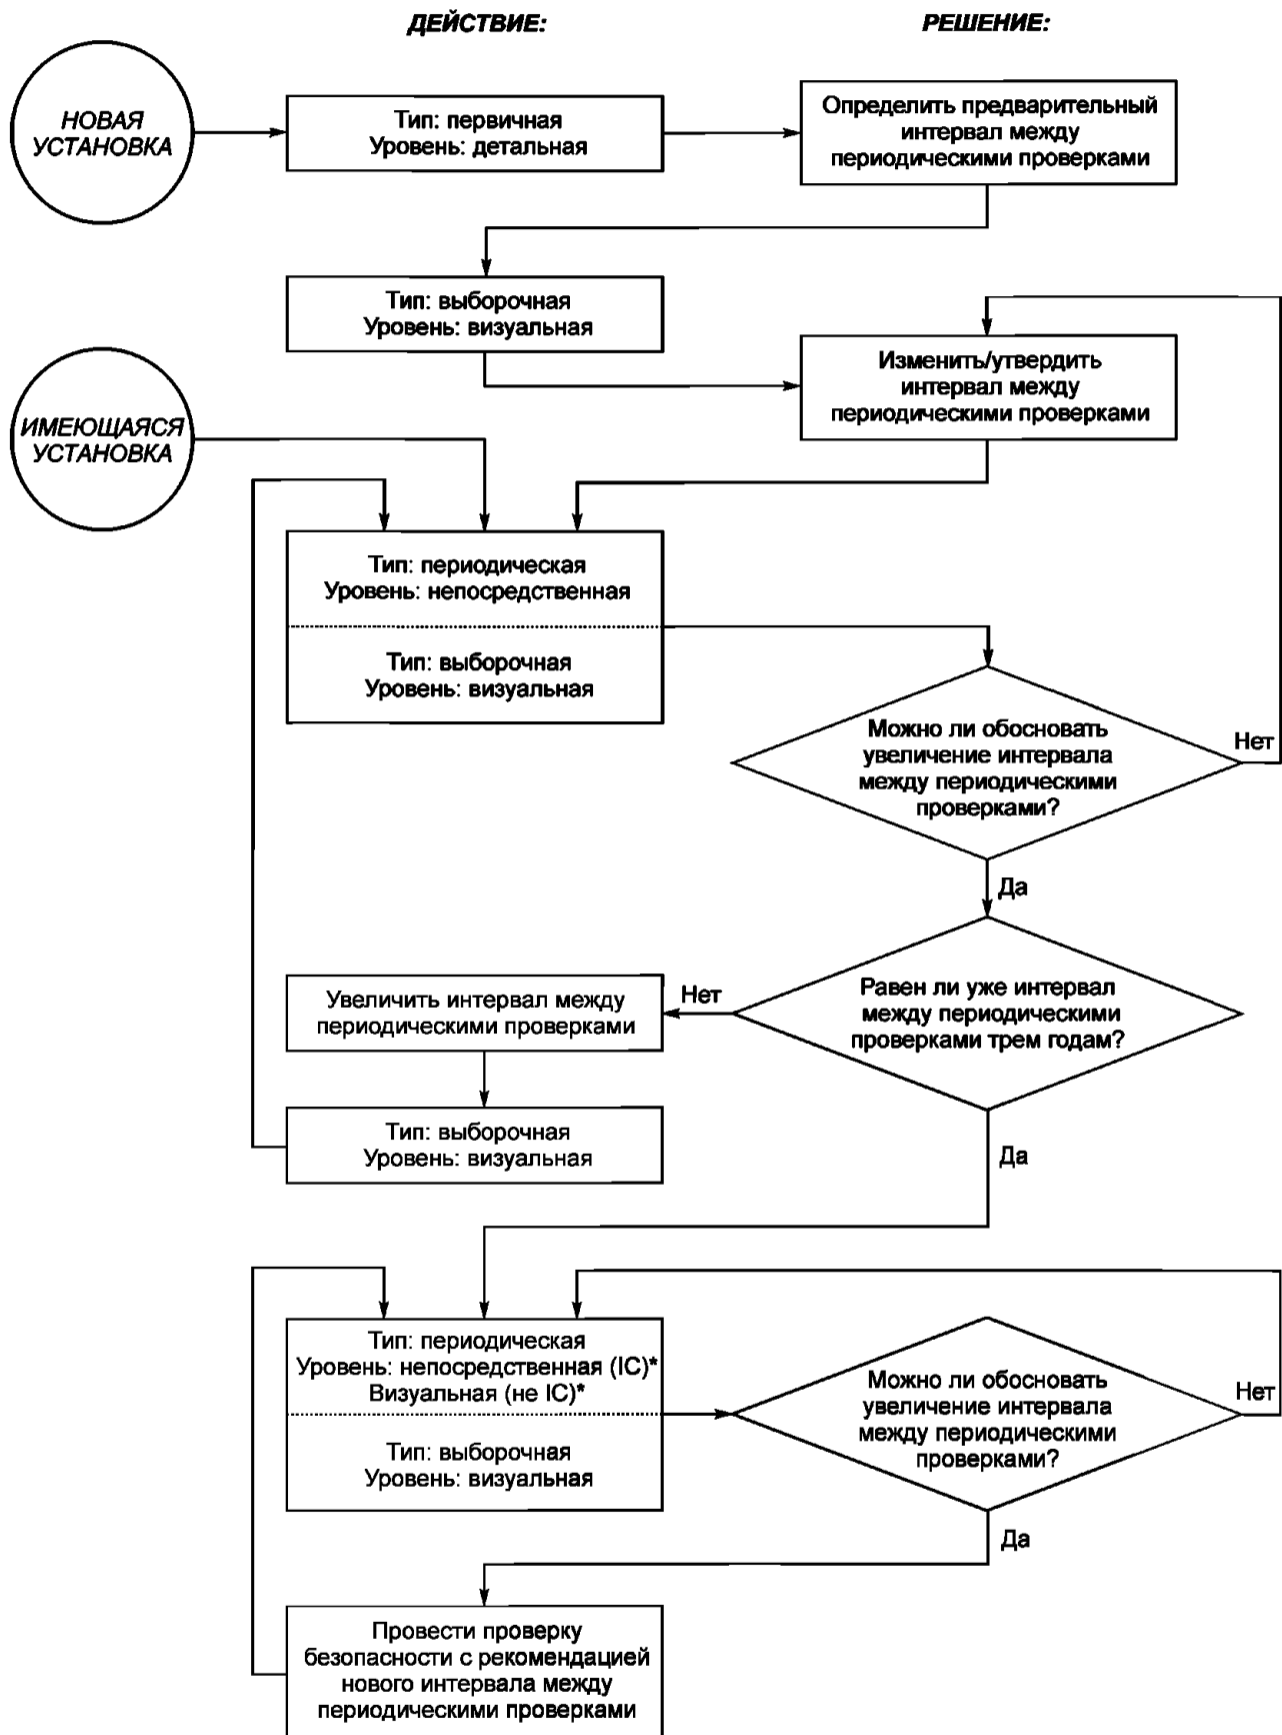 ДЕЙСТВИЕ:
РЕШЕНИЕ:
НОВАЯ
УСТАНОВКА
Тип: первичная
Уровень: детальная
Определить предварительный
интервал между
периодическими проверками
Тип: выборочная
Уровень: визуальная
Изменить/утвердить
интервал между
периодическими проверками
ИМЕЮЩАЯСЯ
УСТАНОВКА
Тип: периодическая
Уровень: непосредственная
Тип: выборочная
Уровень: визуальная
Можно ли обосновать
увеличение интервала
между периодическими
проверками?
Нет
Да
Равен ли уже интервал
между периодическими
проверками трем годам?
Нет
Увеличить интервал между
периодическими проверками
Тип: выборочная
Уровень: визуальная
Да
Тип: периодическая
Уровень: непосредственная (IC)*
Визуальная (не IC)*
Тип: выборочная
Уровень: визуальная
Можно ли обосновать
увеличение интервала
между периодическими
проверками?
Нет
Да
Провести проверку
безопасности с рекомендацией
нового интервала между
периодическими проверками